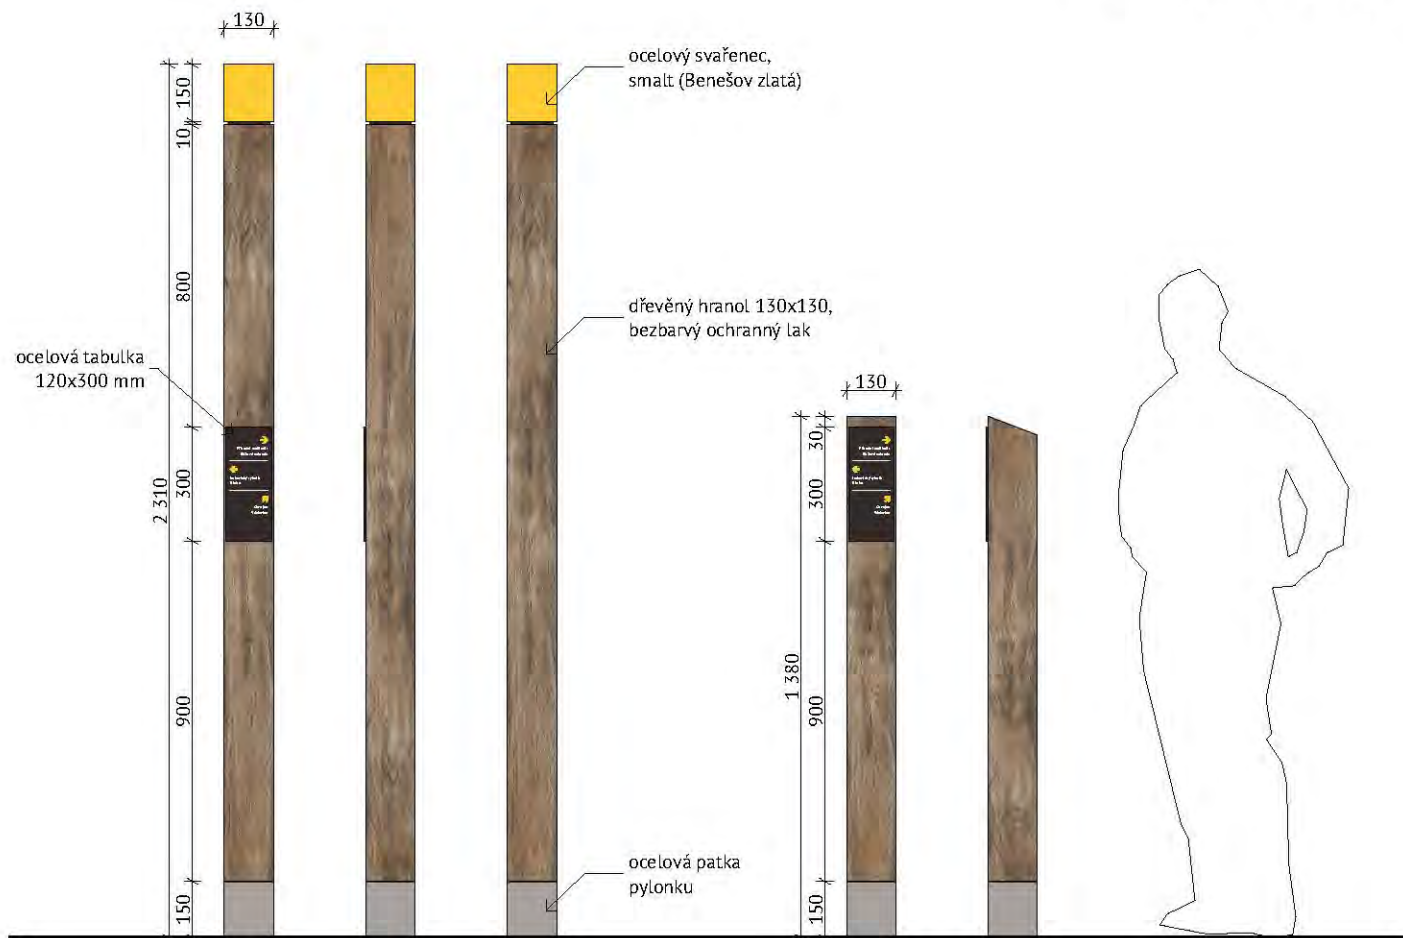 130
ocelový svařenec,
smalt (Benešov zlatá)
150
10
800
dřevěný hranol 130x130,
bezbarvý ochranný lak
ocelová tabulka
120x300 mm
300
2 310
900
150
ocelová patka
pylonku
130
30
300
1 380
900
150